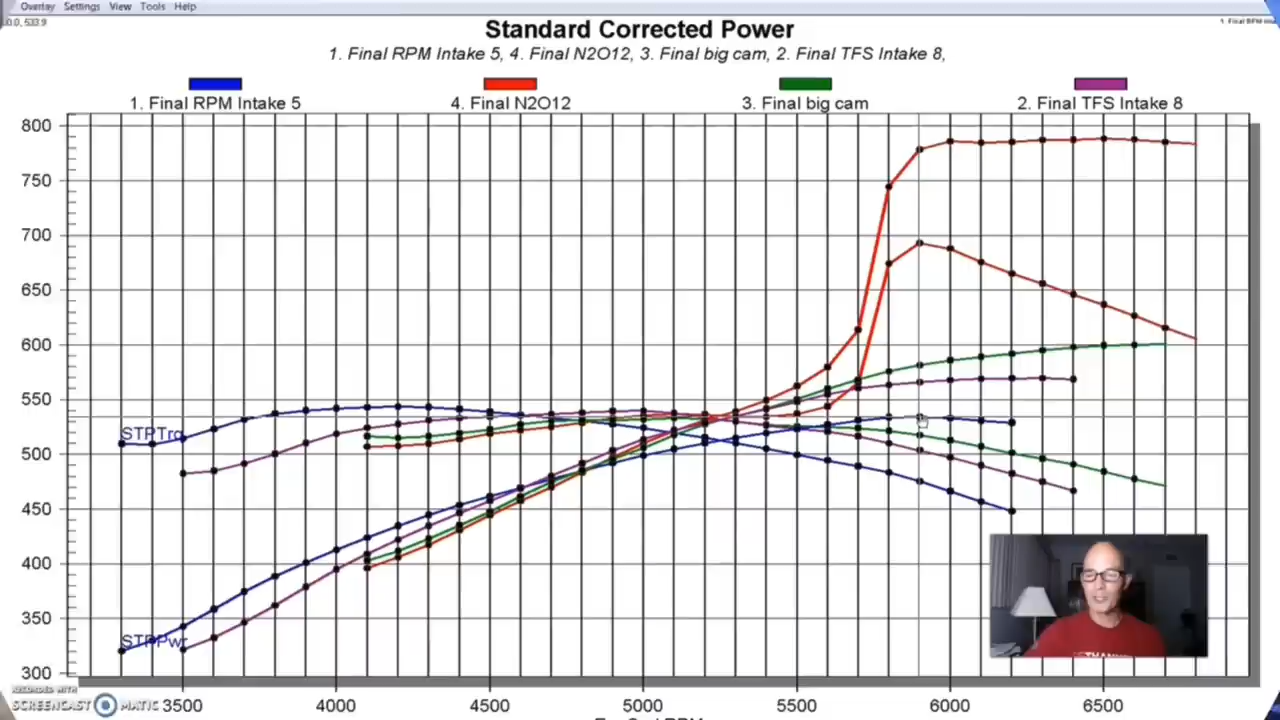 Overlay Settings View Tools Help
Standard Corrected Power
1. Final RPM Intake 5, 4. Final N2O12, 3. Final big cam, 2. Final TFS Intake 8,
1. Final RPM Intake 5 4. Final N2O12 3. Final big cam 2. Final TFS Intake 8
800
750
700
650
600
550
STPTrq
500
450
400
350
STPPwr
300
RECORDED WITH
SCREENCAST MATIC
3500 4000 4500 5000 5500 6000 6500